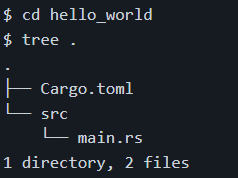 $ cd hello_world
$ tree .
.
├── Cargo.toml
└── src
    └── main.rs
1 directory, 2 files